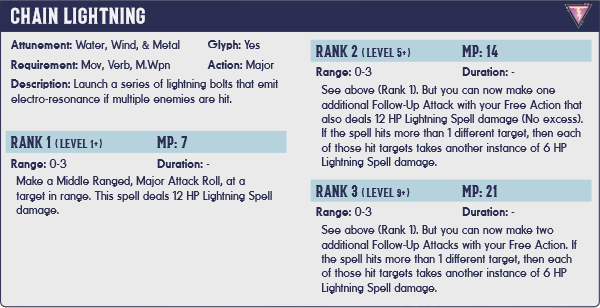 CHAIN LIGHTNING
Attunement: Water, Wind, & Metal Glyph: Yes
Requirement: Mov, Verb, M.Wpn Action: Major
Description: Launch a series of lightning bolts that emit
electro-resonance if multiple enemies are hit.
RANK 1 (LEVEL 1+) MP: 7
Range: 0-3 Duration: -
Make a Middle Ranged, Major Attack Roll, at a
target in range. This spell deals 12 HP Lightning Spell
damage.
RANK 2 (LEVEL 5+) MP: 14
Range: 0-3 Duration: -
See above (Rank 1). But you can now make one
additional Follow-Up Attack with your Free Action that
also deals 12 HP Lightning Spell damage (No excess).
If the spell hits more than 1 different target, then each
of those hit targets takes another instance of 6 HP
Lightning Spell damage.
RANK 3 (LEVEL 9+) MP: 21
Range: 0-3 Duration: -
See above (Rank 1). But you can now make two
additional Follow-Up Attacks with your Free Action. If
the spell hits more than 1 different target, then each
of those hit targets takes another instance of 6 HP
Lightning Spell damage.